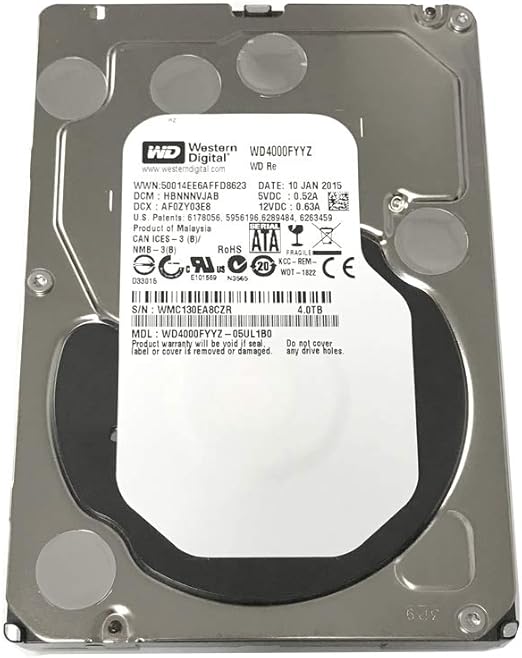 WD Western Digital® WD4000FYYZ
www.westerndigital.com WD Re
WWN:50014EE6AFFD8623 DATE: 10 JAN 2015
DCM : HBNNNVJAB 5VDC : 0.52A
DCX : AF0ZY03E8 12VDC : 0.63A
U.S. Patents: 6178056, 5956196, 6289484, 6263459
Product of Malaysia
CAN ICES-3 (B)/
NMB-3(B) RoHS
SERIAL ATA FRAGILE
KCC-REM-
WDT-1822
D33015 E101559 N3565 20
S/N : WMC130EA8CZR 4.0TB
MDL: WD4000FYYZ-05UL1B0
Product warranty will be void if seal, Do not cover
label or cover is removed or damaged. any drive holes.